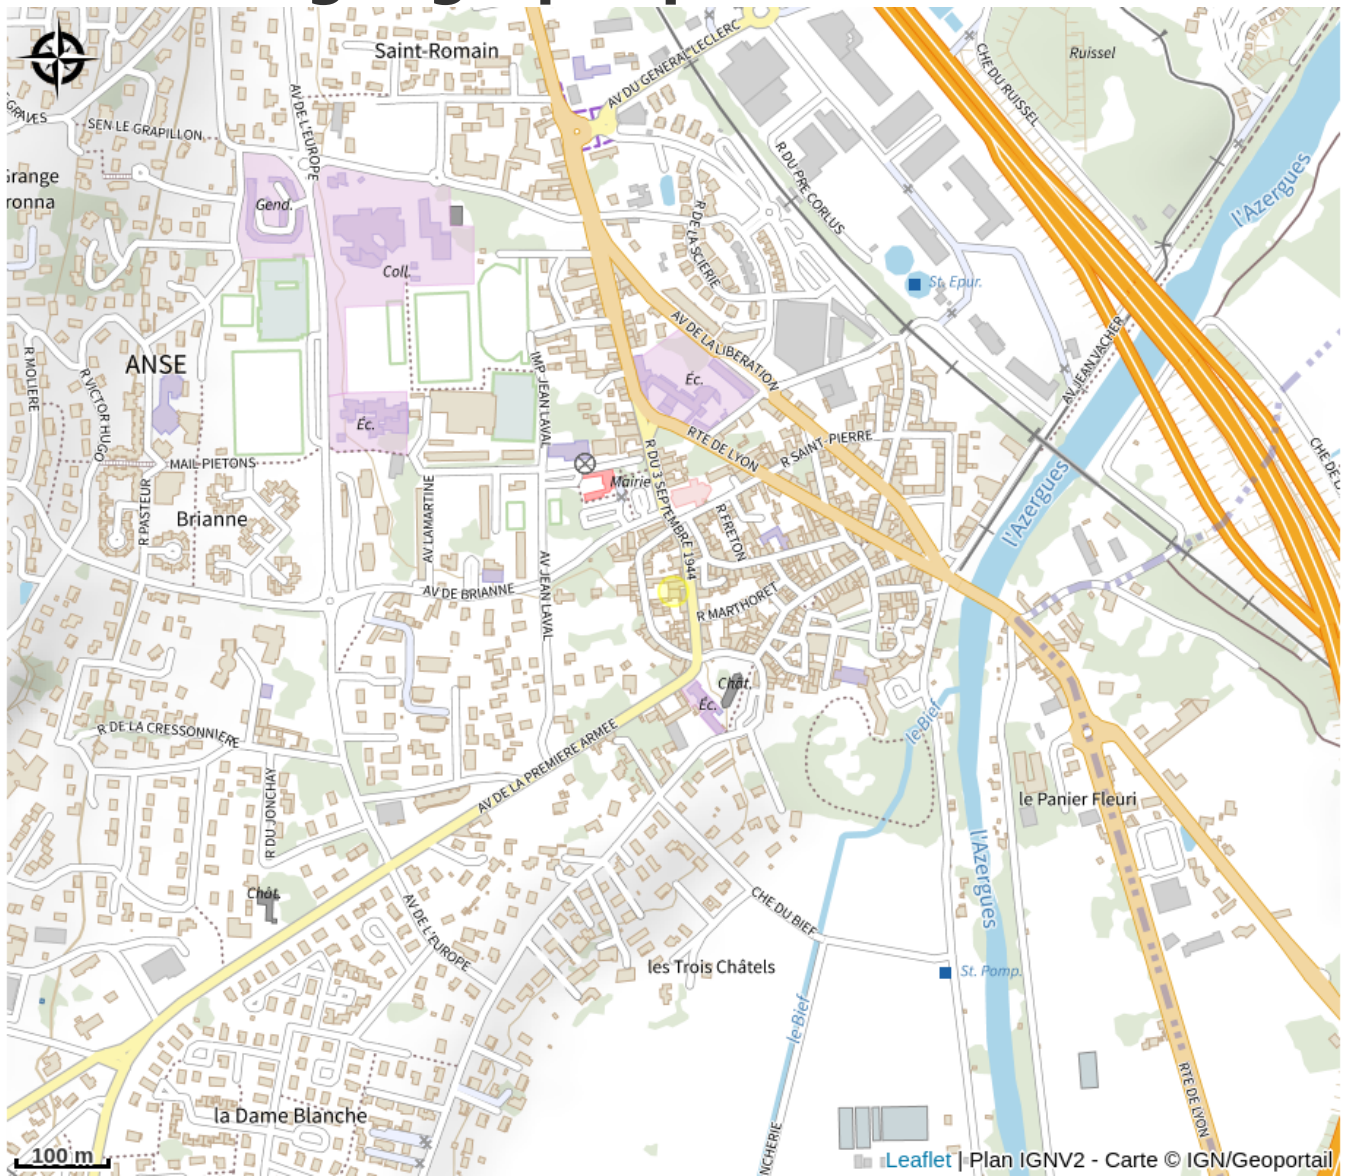 Saint-Romain
AV DU GENERAL LECLERC
CHE DU RUISSEL
Ruissel
AV DE L'EUROPE
GRAVES
SEN LE GRAPILLON
R DU PRE CORLUS
l'Azergues
Gend.
R DE LA SCIERIE
Coll.
St. Epur.
ANSE
R MOLIERE
R VICTOR HUGO
IMP JEAN LAVAL
AV DE LA LIBERATION
AV JEAN VACHER
Éc.
Éc.
RTE DE LYON
R SAINT-PIERRE
MAIL PIETONS
R PASTEUR
Brianne
AV LAMARTINE
Mairie
R DU 3 SEPTEMBRE 1944
R FRETON
l'Azergues
AV DE BRIANNE
AV JEAN LAVAL
R MARTHORET
Chât.
Éc.
le Bief
R DE LA CRESSONNIERE
R DU JONCHAY
AV DE LA PREMIERE ARMEE
le Panier Fleuri
l'Azergues
Chât.
AV DE L'EUROPE
CHE DU BIEF
les Trois Châtels
St. Pomp.
le Bief
RTE DE LYON
la Dame Blanche
100 m
Leaflet | Plan IGNV2 - Carte © IGN/Geoportail